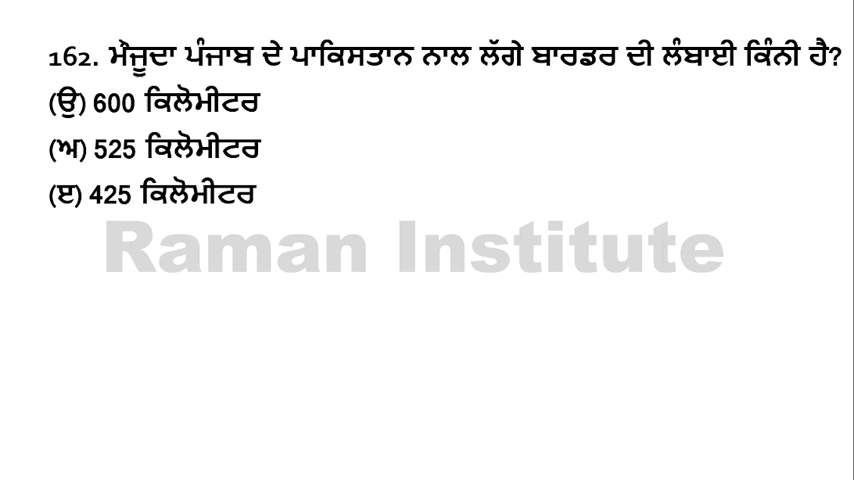 162. ਮੌਜੂਦਾ ਪੰਜਾਬ ਦੇ ਪਾਕਿਸਤਾਨ ਨਾਲ ਲੱਗੇ ਬਾਰਡਰ ਦੀ ਲੰਬਾਈ ਕਿੰਨੀ ਹੈ?
(ਉ) 600 ਕਿਲੋਮੀਟਰ
(ਅ) 525 ਕਿਲੋਮੀਟਰ
(ੲ) 425 ਕਿਲੋਮੀਟਰ
Raman Institute